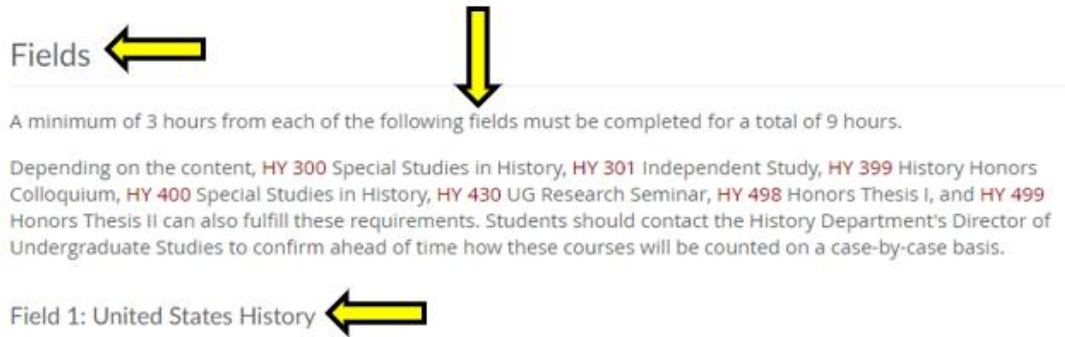 Fields
A minimum of 3 hours from each of the following fields must be completed for a total of 9 hours.
Depending on the content, HY 300 Special Studies in History, HY 301 Independent Study, HY 399 History Honors
Colloquium, HY 400 Special Studies in History, HY 430 UG Research Seminar, HY 498 Honors Thesis I, and HY 499
Honors Thesis II can also fulfill these requirements. Students should contact the History Department's Director of
Undergraduate Studies to confirm ahead of time how these courses will be counted on a case-by-case basis.
Field 1: United States History